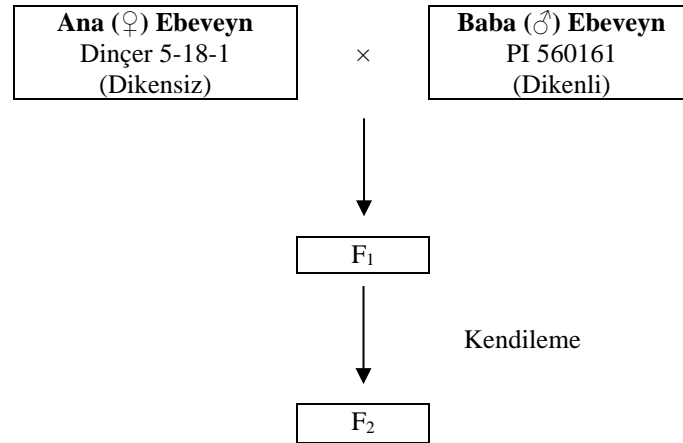 Ana (♀) Ebeveyn
Dinçer 5-18-1
(Dikensiz)
×
Baba (♂) Ebeveyn
PI 560161
(Dikenli)
F₁
Kendileme
F₂